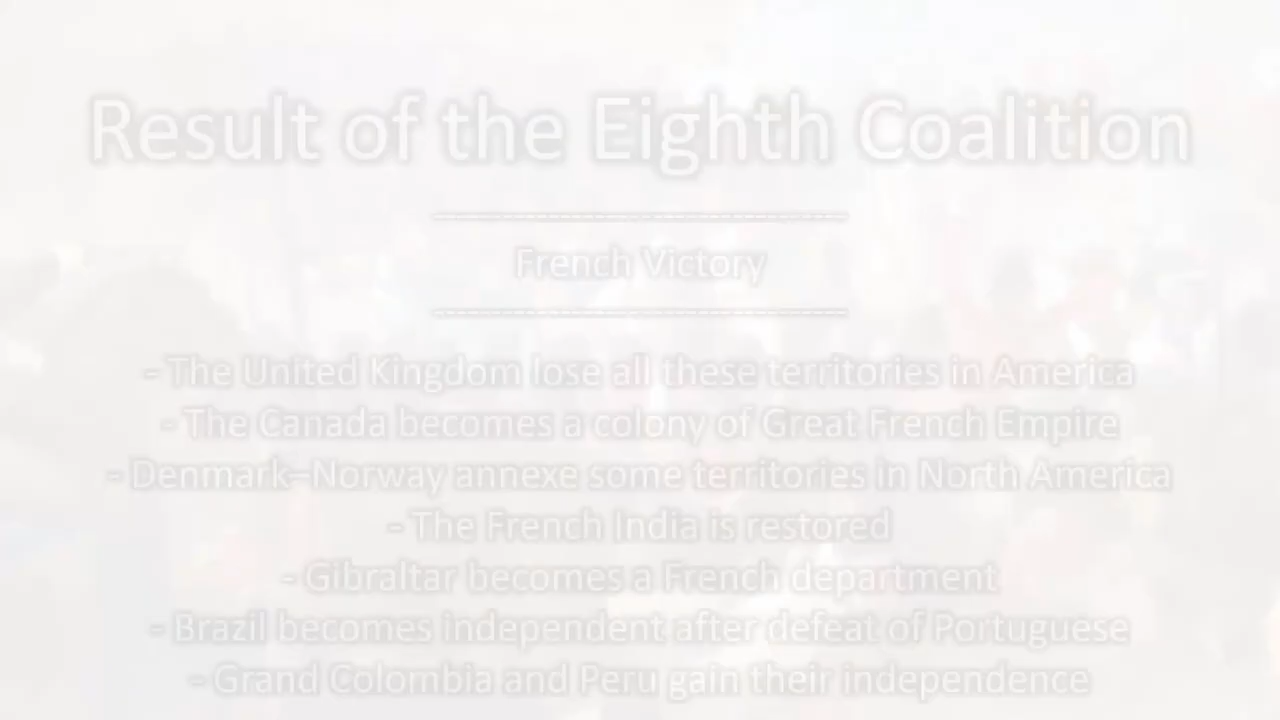 Result of the Eighth Coalition
French Victory
- The United Kingdom lose all these territories in America
- The Canada becomes a colony of Great French Empire
- Denmark–Norway annexe some territories in North America
- The French India is restored
- Gibraltar becomes a French department
- Brazil becomes independent after defeat of Portuguese
- Grand Colombia and Peru gain their independence